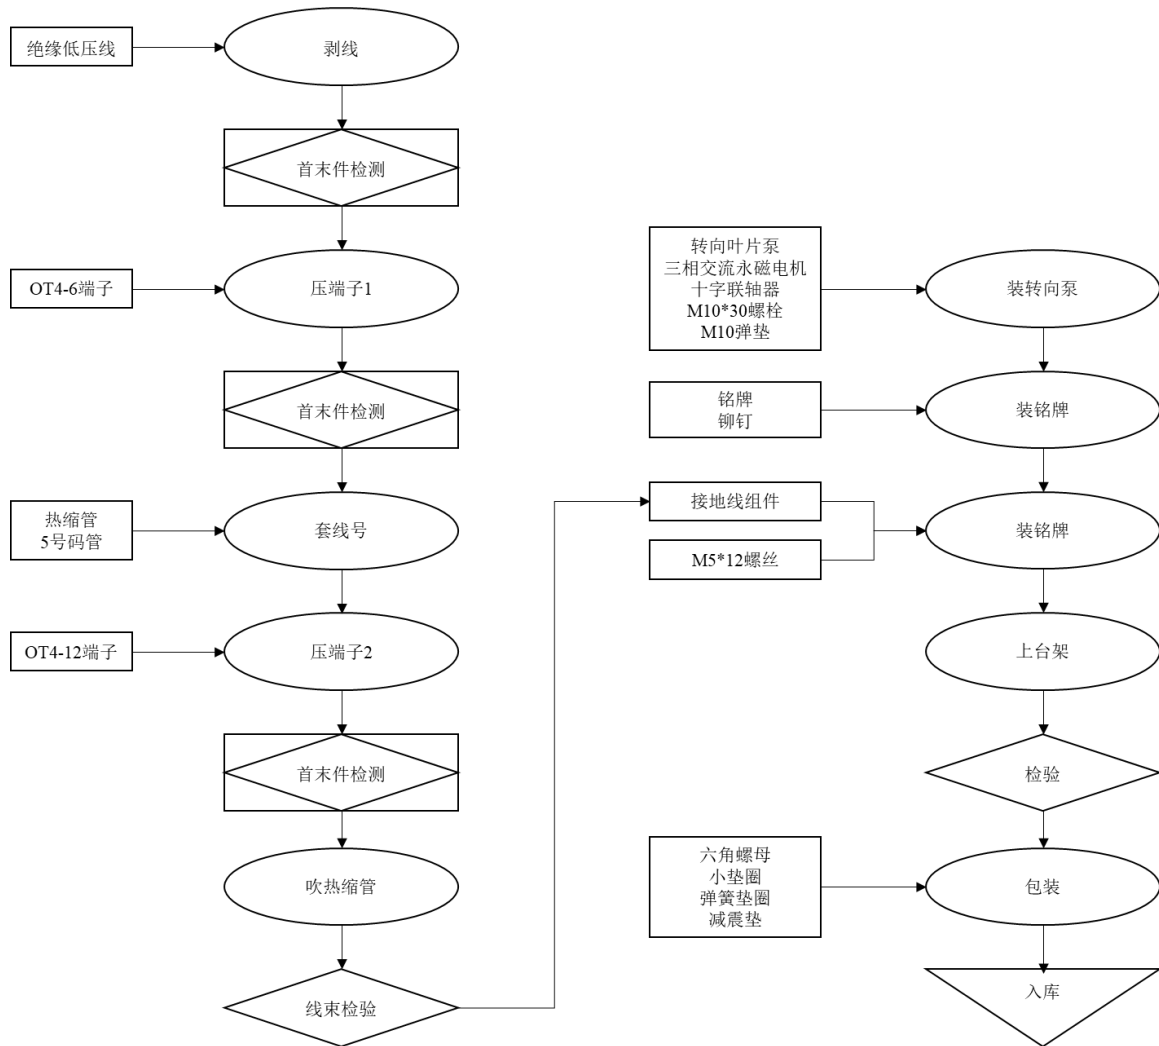 绝缘低压线
剥线
首末件检测
OT4-6端子
压端子1
首末件检测
热缩管
5号码管
套线号
OT4-12端子
压端子2
首末件检测
吹热缩管
线束检验
转向叶片泵
三相交流永磁电机
十字联轴器
M10*30螺栓
M10弹垫
装转向泵
铭牌
铆钉
装铭牌
接地线组件
M5*12螺丝
装铭牌
上台架
检验
六角螺母
小垫圈
弹簧垫圈
减震垫
包装
入库